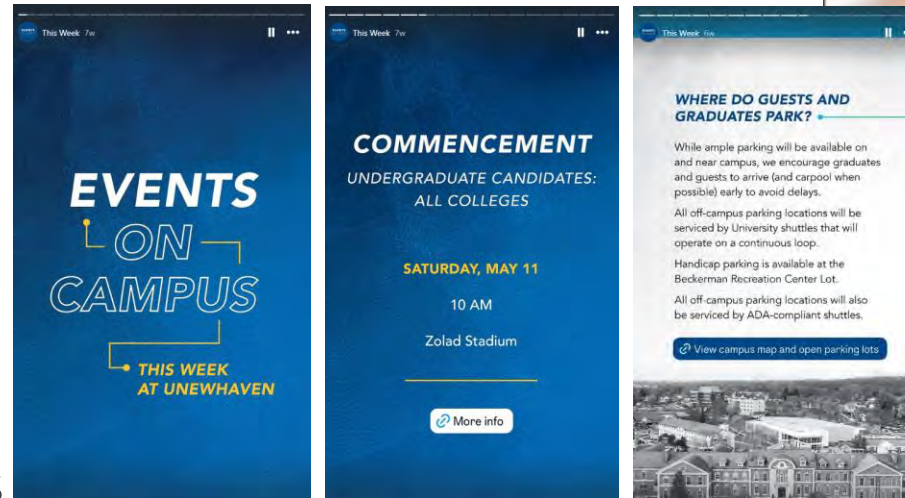 This Week 7w
EVENTS
ON
CAMPUS
THIS WEEK
AT UNEWHAVEN
This Week 7w
COMMENCEMENT
UNDERGRADUATE CANDIDATES:
ALL COLLEGES
SATURDAY, MAY 11
10 AM
Zolad Stadium
More info
This Week 6w
WHERE DO GUESTS AND
GRADUATES PARK?
While ample parking will be available on
and near campus, we encourage graduates
and guests to arrive (and carpool when
possible) early to avoid delays.
All off-campus parking locations will be
serviced by University shuttles that will
operate on a continuous loop.
Handicap parking is available at the
Beckerman Recreation Center Lot.
All off-campus parking locations will also
be serviced by ADA-compliant shuttles.
View campus map and open parking lots